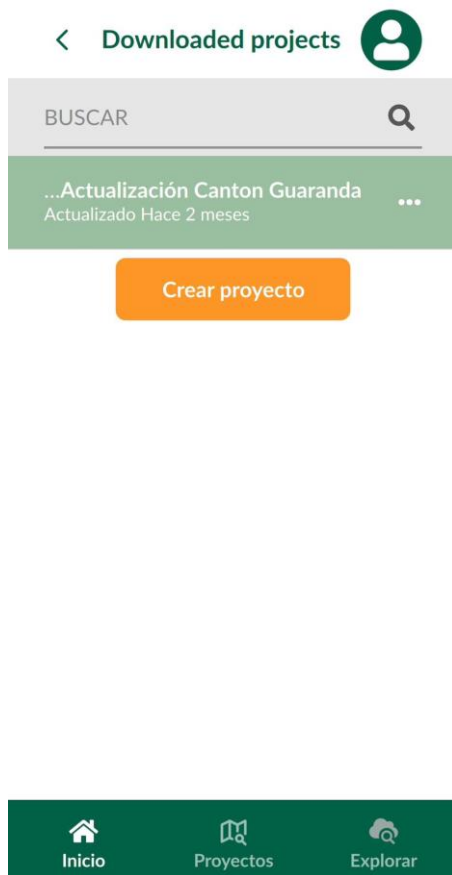 Downloaded projects
BUSCAR
...Actualización Canton Guaranda
Actualizado Hace 2 meses
Crear proyecto
Inicio
Proyectos
Explorar